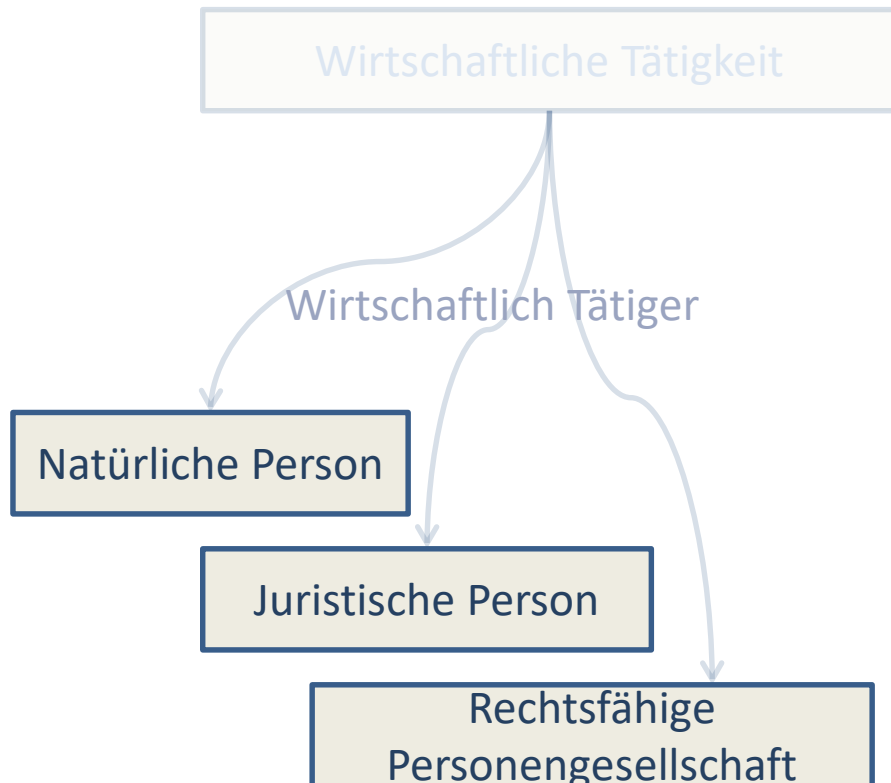 Wirtschaftliche Tätigkeit
Wirtschaftlich Tätiger
Natürliche Person
Juristische Person
Rechtsfähige
Personengesellschaft